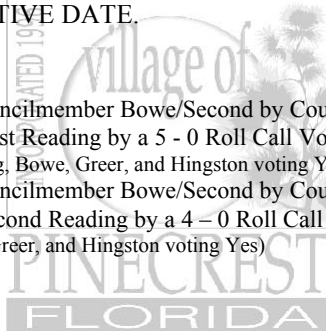 TIVE DATE.
village of
ncilmember Bowe/Second by Cou
st Reading by a 5 - 0 Roll Call Vo
g, Bowe, Greer, and Hingston voting Y
ncilmember Bowe/Second by Cou
cond Reading by a 4 – 0 Roll Call
Greer, and Hingston voting Yes)
PINECREST
FLORIDA